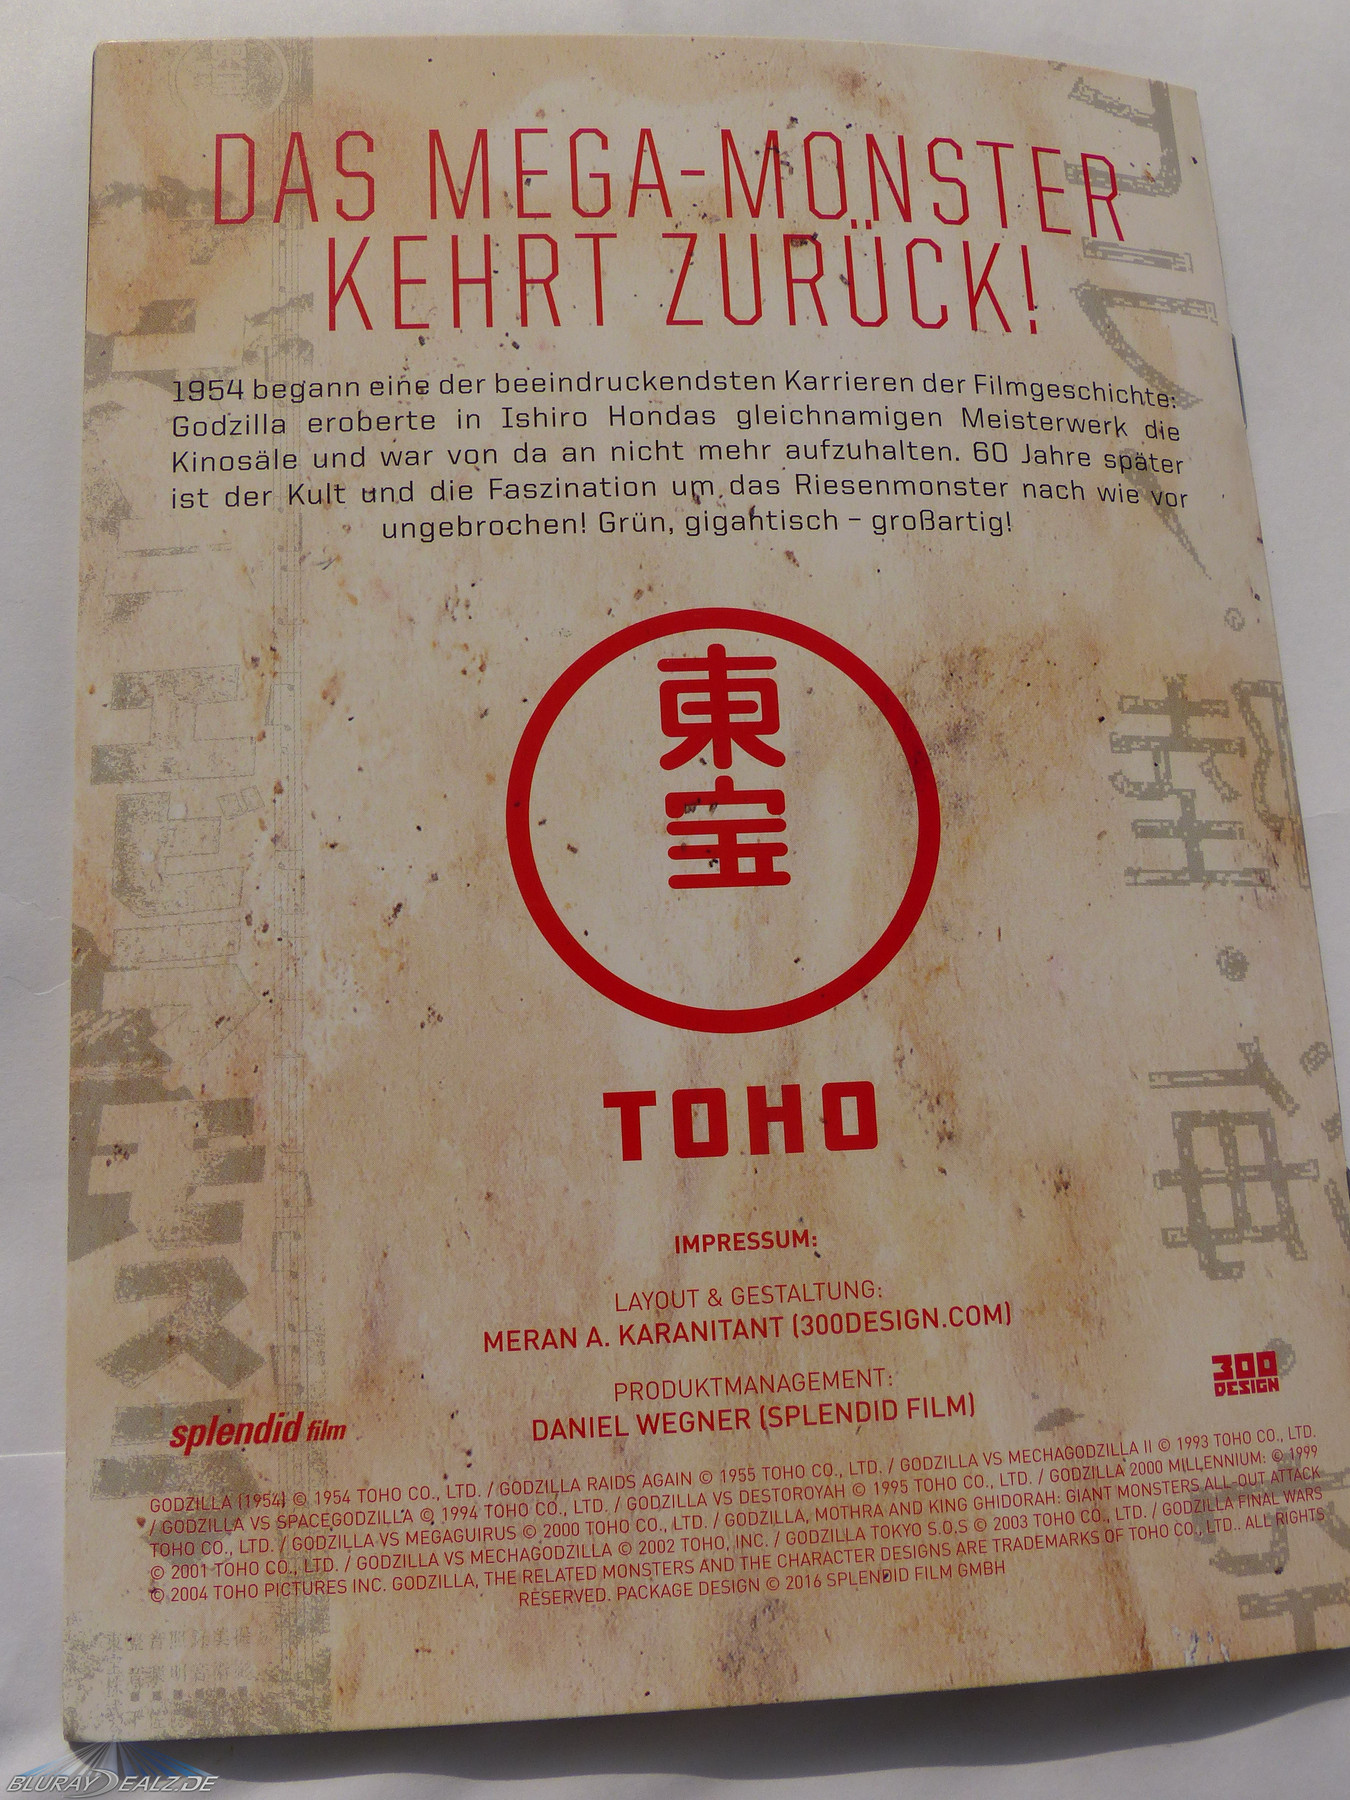 DAS MEGA-MONSTER
KEHRT ZURÜCK!
1954 begann eine der beeindruckendsten Karrieren der Filmgeschichte:
Godzilla eroberte in Ishiro Hondas gleichnamigen Meisterwerk die
Kinosäle und war von da an nicht mehr aufzuhalten. 60 Jahre später
ist der Kult und die Faszination um das Riesenmonster nach wie vor
ungebrochen! Grün, gigantisch – großartig!
東
宝
TOHO
IMPRESSUM:
LAYOUT & GESTALTUNG:
MERAN A. KARANITANT (300DESIGN.COM)
PRODUKTMANAGEMENT:
DANIEL WEGNER (SPLENDID FILM)
splendid film
300
DESIGN
GODZILLA (1954) © 1954 TOHO CO., LTD. / GODZILLA RAIDS AGAIN © 1955 TOHO CO., LTD. / GODZILLA VS MECHAGODZILLA II © 1993 TOHO CO., LTD.
/ GODZILLA VS SPACEGODZILLA © 1994 TOHO CO., LTD. / GODZILLA VS DESTOROYAH © 1995 TOHO CO., LTD. / GODZILLA 2000 MILLENNIUM: © 1999
TOHO CO., LTD. / GODZILLA VS MEGAGUIRUS © 2000 TOHO CO., LTD. / GODZILLA, MOTHRA AND KING GHIDORAH: GIANT MONSTERS ALL-OUT ATTACK
© 2001 TOHO CO., LTD. / GODZILLA VS MECHAGODZILLA © 2002 TOHO, INC. / GODZILLA TOKYO S.O.S © 2003 TOHO CO., LTD. / GODZILLA FINAL WARS
© 2004 TOHO PICTURES INC. GODZILLA, THE RELATED MONSTERS AND THE CHARACTER DESIGNS ARE TRADEMARKS OF TOHO CO., LTD.. ALL RIGHTS
RESERVED. PACKAGE DESIGN © 2016 SPLENDID FILM GMBH
BLURAYDEALZ.DE